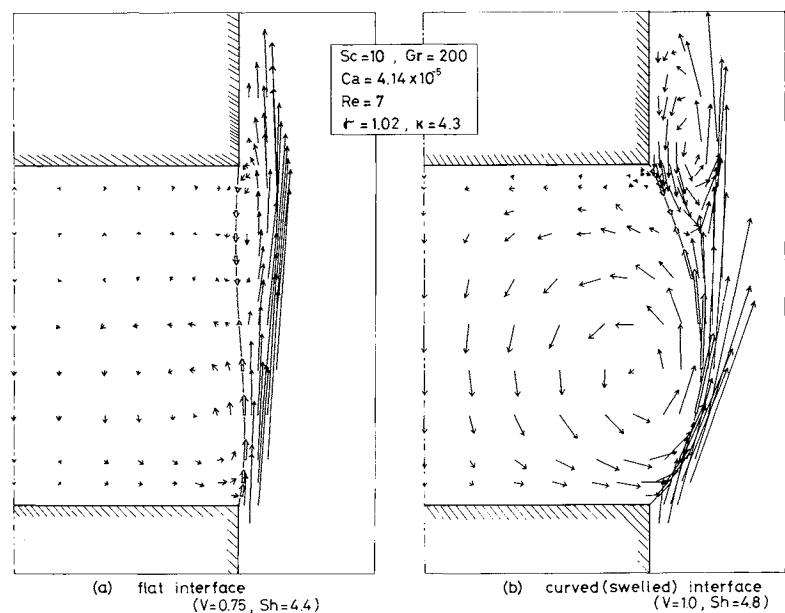 Sc=10 , Gr=200
Ca=4.14×10⁻⁵
Re=7
r=1.02 , κ=4.3
(a) flat interface
(V=0.75, Sh=4.4)
(b) curved(swelled) interface
(V=1.0, Sh=4.8)